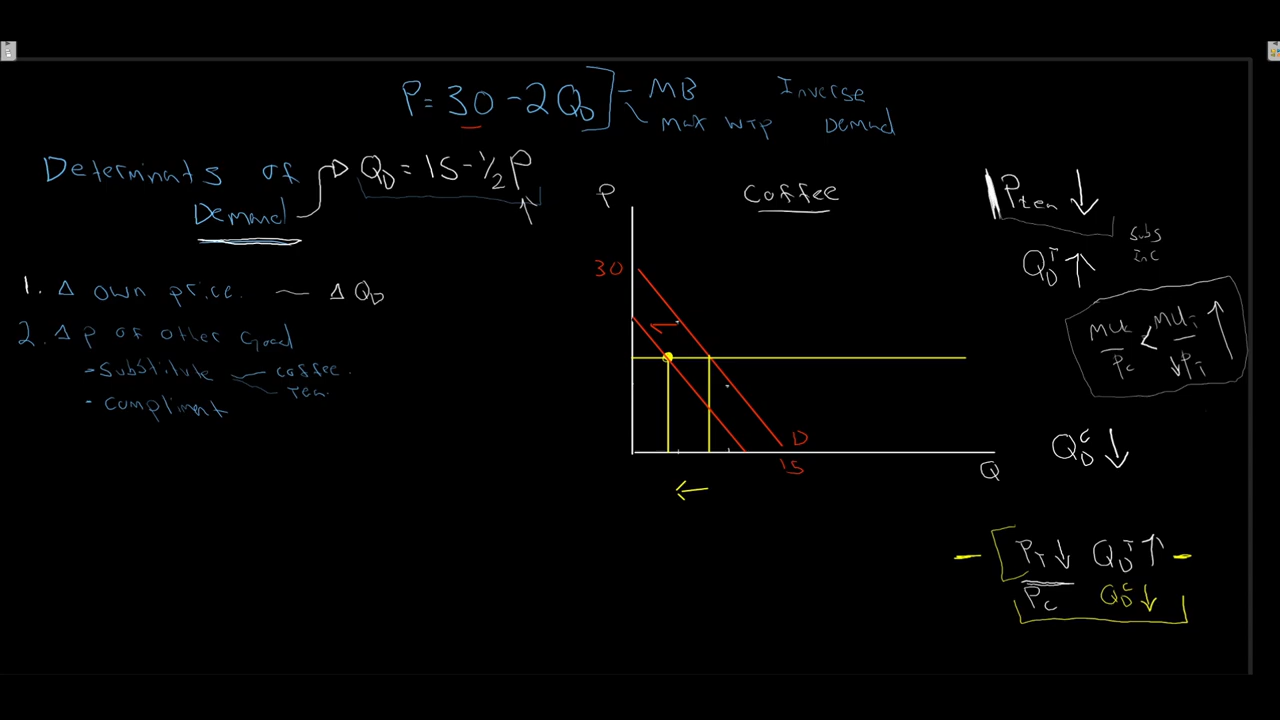 P = 30 - 2Q_D ] - MB Inverse
Max WTP Demand
Determinants of
Demand
Q_D = 15 - 1/2 P ↑
1. Δ own price. — Δ Q_D
2. Δ P of other Good
- Substitute — coffee.
Tea.
- Compliment
P
Coffee
30
D
15
Q
←
P_tea ↓
Subs
Inc
Q_D^T ↑
MU_c / P_c < MU_T / ↓P_T ↑
Q_D^C ↓
P_T ↓ Q_D^T ↑
P_C Q_D^C ↓